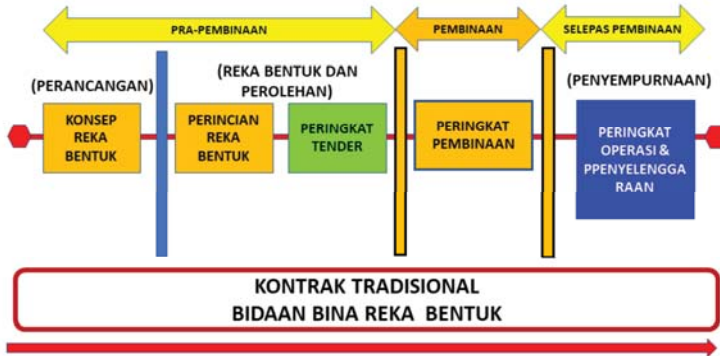 PRA-PEMBINAAN
PEMBINAAN
SELEPAS PEMBINAAN
(PERANCANGAN)
(REKA BENTUK DAN
PEROLEHAN)
(PENYEMPURNAAN)
KONSEP
REKA
BENTUK
PERINCIAN
REKA
BENTUK
PERINGKAT
TENDER
PERINGKAT
PEMBINAAN
PERINGKAT
OPERASI &
PPENYELENGGA
RAAN
KONTRAK TRADISIONAL
BIDAAN BINA REKA BENTUK